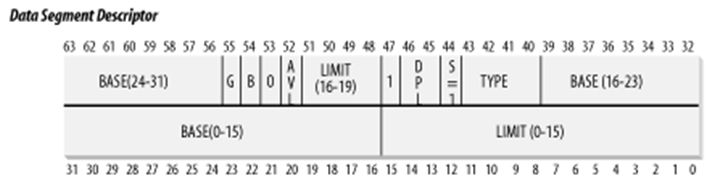 Data Segment Descriptor
63 62 61 60 59 58 57 56 55 54 53 52 51 50 49 48 47 46 45 44 43 42 41 40 39 38 37 36 35 34 33 32
BASE(24-31) G B 0 AVL LIMIT (16-19) 1 DPL S=1 TYPE BASE (16-23)
BASE(0-15) LIMIT (0-15)
31 30 29 28 27 26 25 24 23 22 21 20 19 18 17 16 15 14 13 12 11 10 9 8 7 6 5 4 3 2 1 0